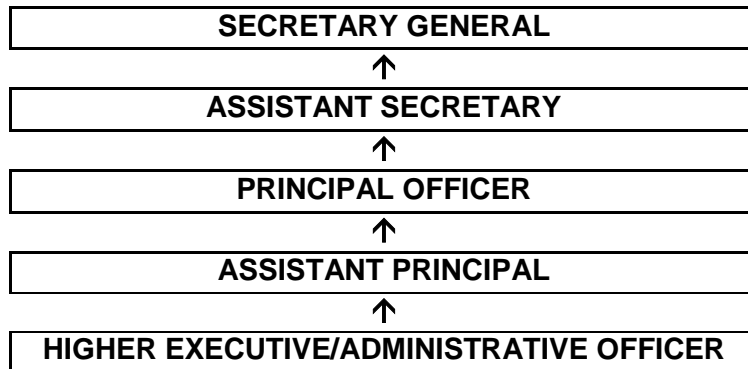 SECRETARY GENERAL
↑
ASSISTANT SECRETARY
↑
PRINCIPAL OFFICER
↑
ASSISTANT PRINCIPAL
↑
HIGHER EXECUTIVE/ADMINISTRATIVE OFFICER